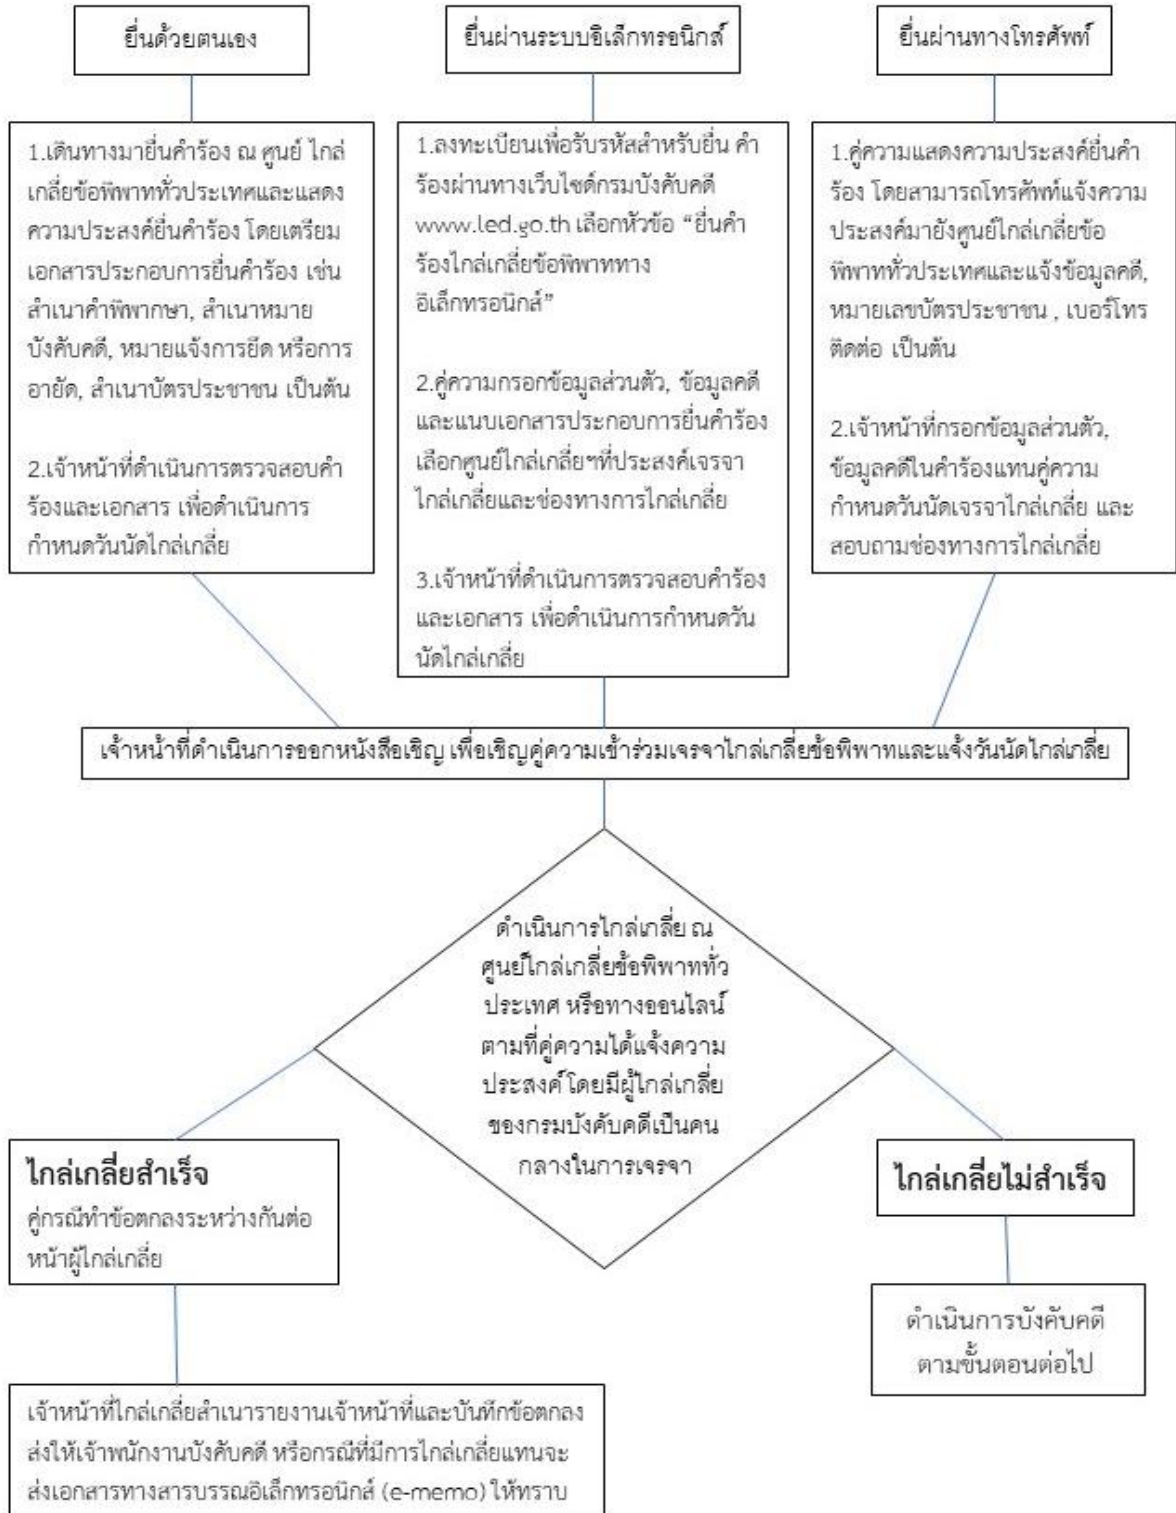 ยื่นด้วยตนเอง
ยื่นผ่านระบบอิเล็กทรอนิกส์
ยื่นผ่านทางโทรศัพท์
1.เดินทางมายื่นคำร้อง ณ ศูนย์ ไกล่
เกลี่ยข้อพิพาททั่วประเทศและแสดง
ความประสงค์ยื่นคำร้อง โดยเตรียม
เอกสารประกอบการยื่นคำร้อง เช่น
สำเนาคำพิพากษา, สำเนาหมาย
บังคับคดี, หมายแจ้งการยึด หรือการ
อายัด, สำเนาบัตรประชาชน เป็นต้น
2.เจ้าหน้าที่ดำเนินการตรวจสอบคำ
ร้องและเอกสาร เพื่อดำเนินการ
กำหนดวันนัดไกล่เกลี่ย
1.ลงทะเบียนเพื่อรับรหัสสำหรับยื่น คำ
ร้องผ่านทางเว็บไซต์กรมบังคับคดี
www.led.go.th เลือกหัวข้อ “ยื่นคำ
ร้องไกล่เกลี่ยข้อพิพาททาง
อิเล็กทรอนิกส์”
2.คู่ความกรอกข้อมูลส่วนตัว, ข้อมูลคดี
และแนบเอกสารประกอบการยื่นคำร้อง
เลือกศูนย์ไกล่เกลี่ยฯที่ประสงค์เจรจา
ไกล่เกลี่ยและช่องทางการไกล่เกลี่ย
3.เจ้าหน้าที่ดำเนินการตรวจสอบคำร้อง
และเอกสาร เพื่อดำเนินการกำหนดวัน
นัดไกล่เกลี่ย
1.คู่ความแสดงความประสงค์ยื่นคำ
ร้อง โดยสามารถโทรศัพท์แจ้งความ
ประสงค์มายังศูนย์ไกล่เกลี่ยข้อ
พิพาททั่วประเทศและแจ้งข้อมูลคดี,
หมายเลขบัตรประชาชน , เบอร์โทร
ติดต่อ เป็นต้น
2.เจ้าหน้าที่กรอกข้อมูลส่วนตัว,
ข้อมูลคดีในคำร้องแทนคู่ความ
กำหนดวันนัดเจรจาไกล่เกลี่ย และ
สอบถามช่องทางการไกล่เกลี่ย
เจ้าหน้าที่ดำเนินการออกหนังสือเชิญ เพื่อเชิญคู่ความเข้าร่วมเจรจาไกล่เกลี่ยข้อพิพาทและแจ้งวันนัดไกล่เกลี่ย
ดำเนินการไกล่เกลี่ย ณ
ศูนย์ไกล่เกลี่ยข้อพิพาททั่ว
ประเทศ หรือทางออนไลน์
ตามที่คู่ความได้แจ้งความ
ประสงค์ โดยมีผู้ไกล่เกลี่ย
ของกรมบังคับคดีเป็นคน
กลางในการเจรจา
ไกล่เกลี่ยสำเร็จ
คู่กรณีทำข้อตกลงระหว่างกันต่อ
หน้าผู้ไกล่เกลี่ย
ไกล่เกลี่ยไม่สำเร็จ
ดำเนินการบังคับคดี
ตามขั้นตอนต่อไป
เจ้าหน้าที่ไกล่เกลี่ยสำเนารายงานเจ้าหน้าที่และบันทึกข้อตกลง
ส่งให้เจ้าพนักงานบังคับคดี หรือกรณีที่มีการไกล่เกลี่ยแทนจะ
ส่งเอกสารทางสารบรรณอิเล็กทรอนิกส์ (e-memo) ให้ทราบ